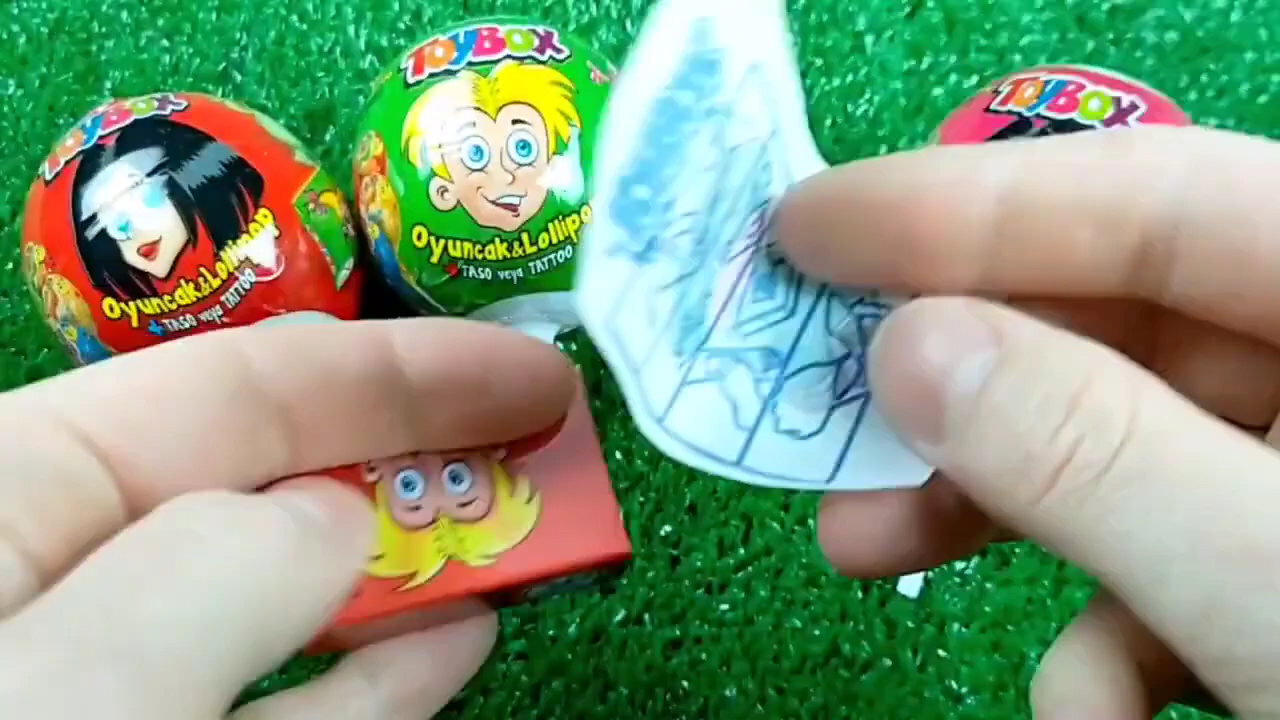 ToyBox
Oyuncak&Lollipop
+ TASO veya TATTOO
ToyBox
Oyuncak&Lollipo
+ TASO veya TATTOO
ToyBox